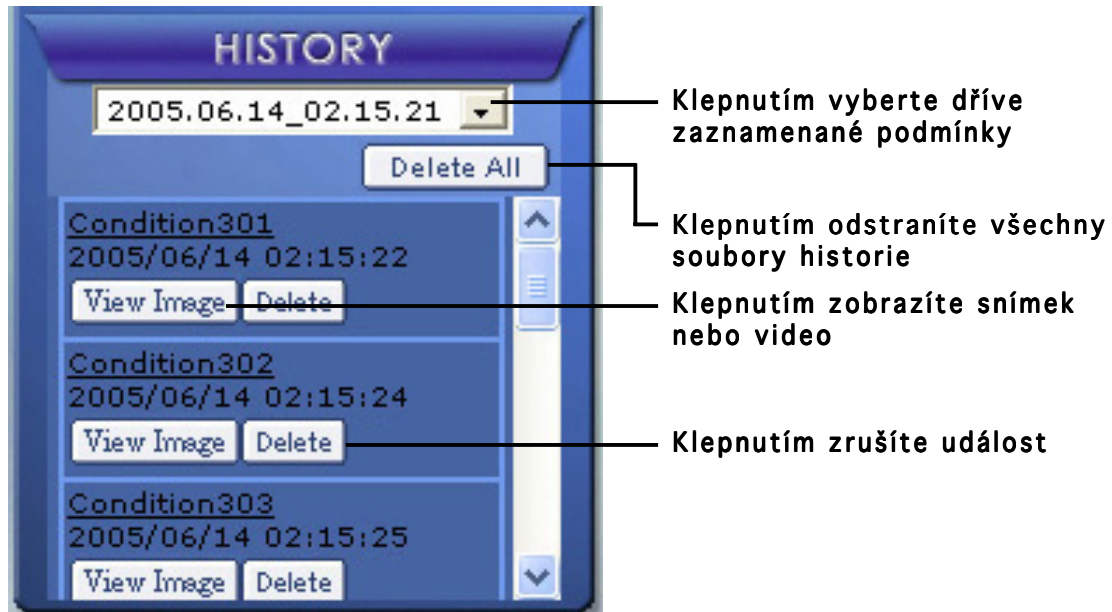 HISTORY
2005.06.14_02.15.21
Klepnutím vyberte dříve
zaznamenané podmínky
Delete All
Klepnutím odstraníte všechny
soubory historie
Condition301
2005/06/14 02:15:22
View Image Delete
Klepnutím zobrazíte snímek
nebo video
Condition302
2005/06/14 02:15:24
View Image Delete
Klepnutím zrušíte událost
Condition303
2005/06/14 02:15:25
View Image Delete